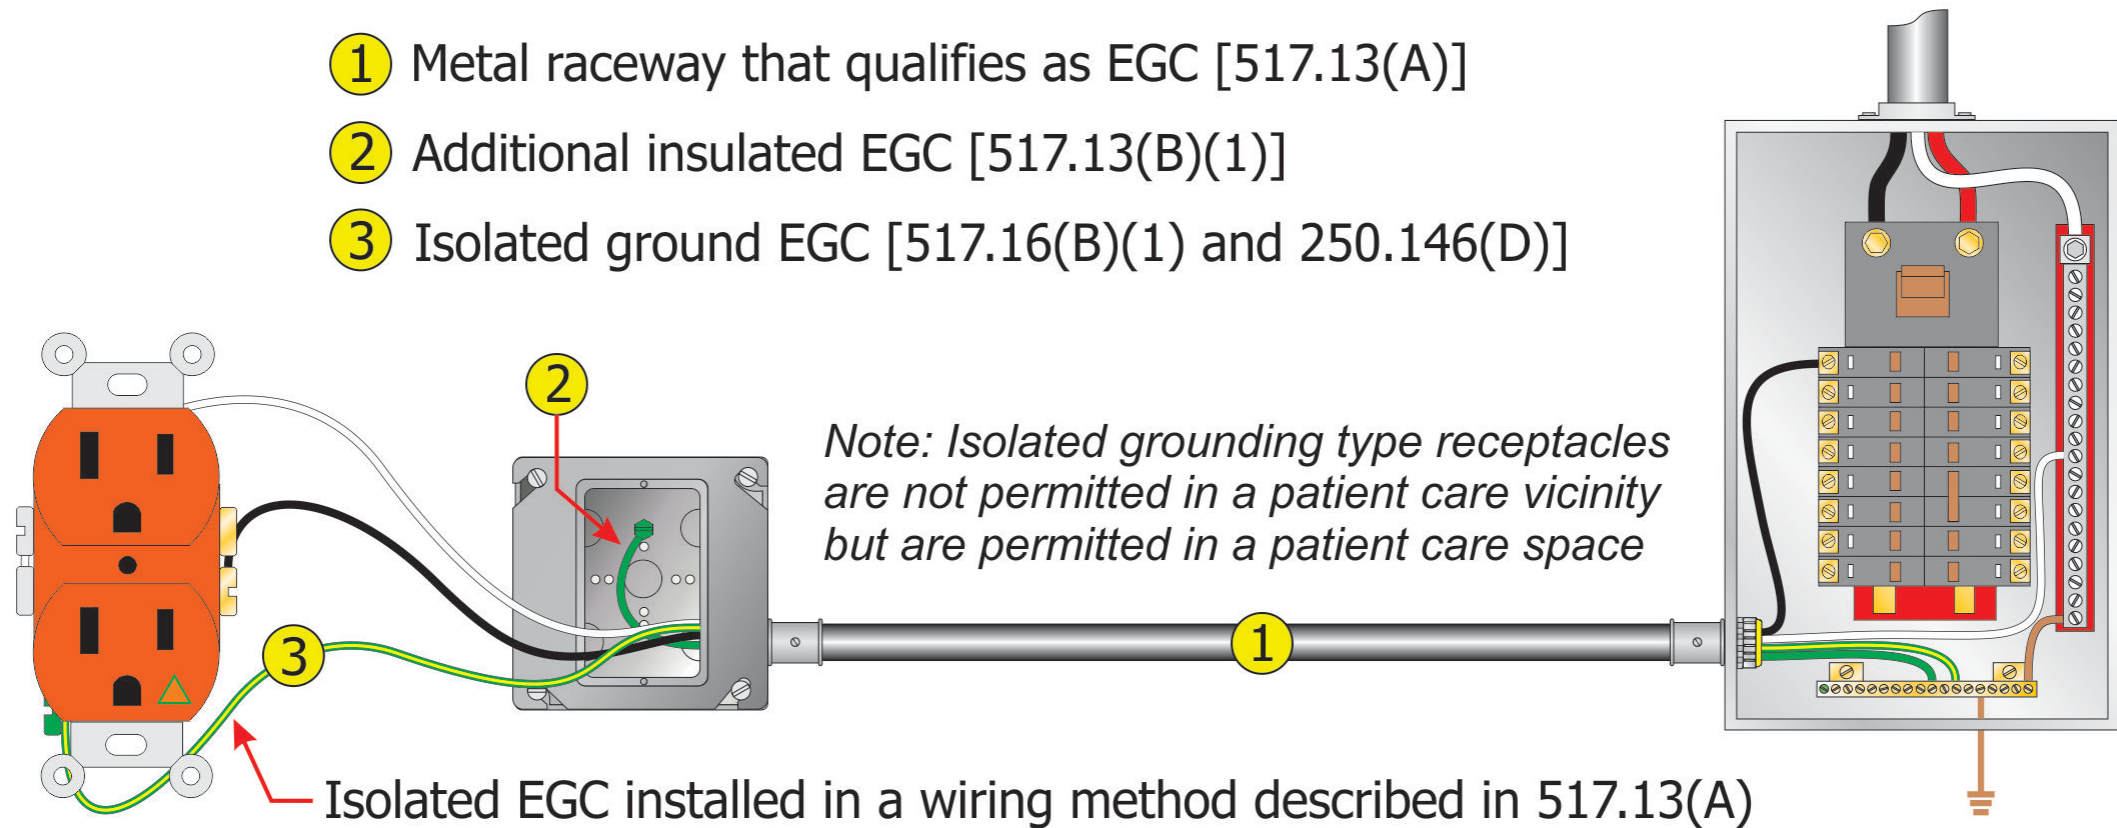 1 Metal raceway that qualifies as EGC [517.13(A)]
2 Additional insulated EGC [517.13(B)(1)]
3 Isolated ground EGC [517.16(B)(1) and 250.146(D)]
2
Note: Isolated grounding type receptacles
are not permitted in a patient care vicinity
but are permitted in a patient care space
3
1
Isolated EGC installed in a wiring method described in 517.13(A)